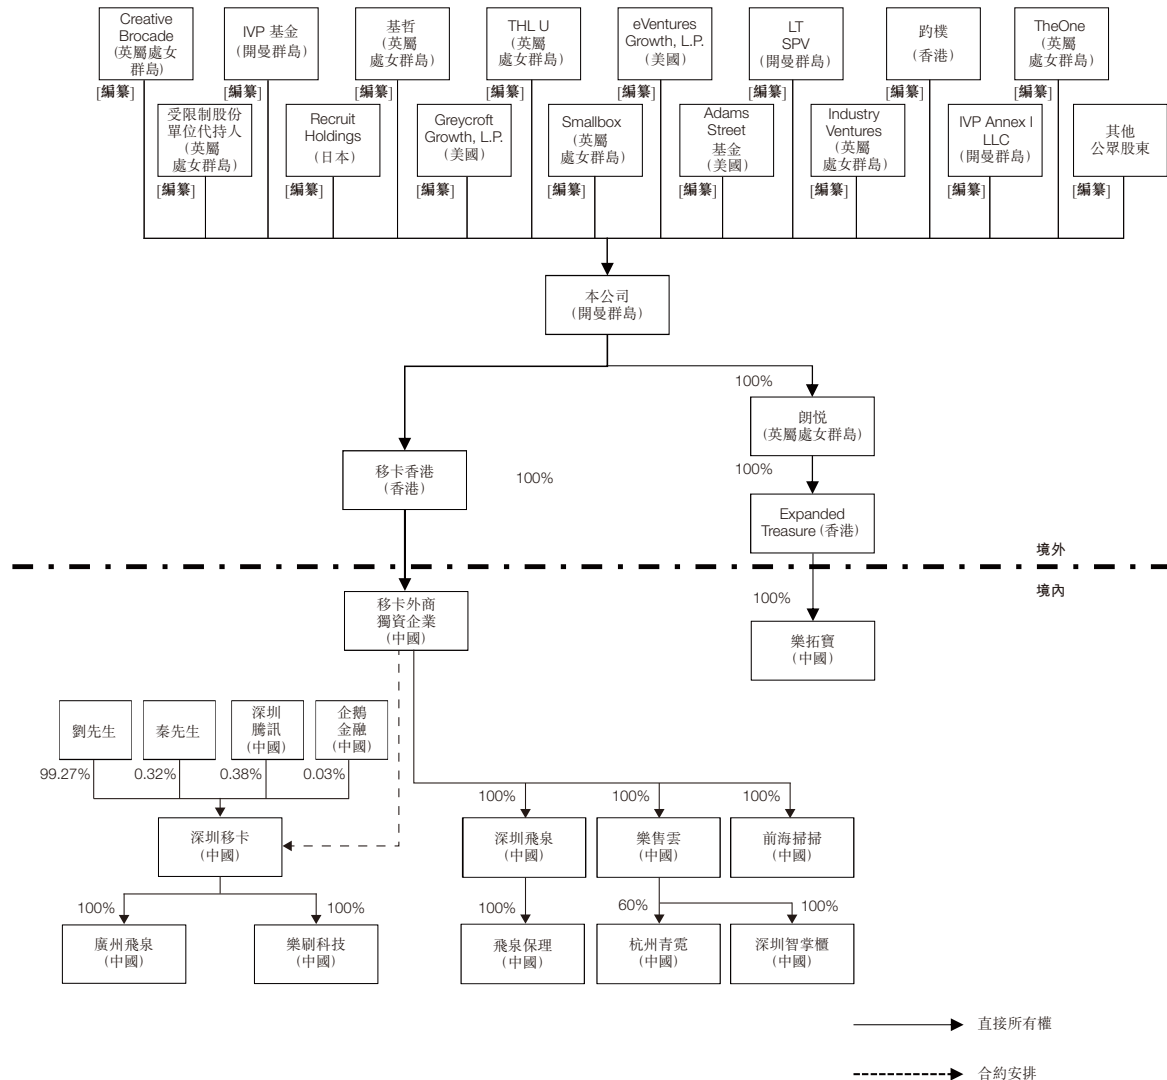 Creative
Brocade
(英屬處女
群島)
IVP 基金
(開曼群島)
基哲
(英屬
處女群島)
THL U
(英屬
處女群島)
eVentures
Growth, L.P.
(美國)
LT
SPV
(開曼群島)
趵樸
(香港)
TheOne
(英屬
處女群島)
[編纂]
[編纂]
[編纂]
[編纂]
[編纂]
[編纂]
[編纂]
[編纂]
受限制股份
單位代持人
(英屬
處女群島)
Recruit
Holdings
(日本)
Greycroft
Growth, L.P.
(美國)
Smallbox
(英屬
處女群島)
Adams
Street
基金
(美國)
Industry
Ventures
(英屬
處女群島)
IVP Annex I
LLC
(開曼群島)
其他
公眾股東
[編纂]
[編纂]
[編纂]
[編纂]
[編纂]
[編纂]
[編纂]
[編纂]
本公司
(開曼群島)
100%
朗悅
(英屬處女群島)
移卡香港
(香港)
100%
100%
Expanded
Treasure (香港)
境外
境內
移卡外商
獨資企業
(中國)
100%
樂拓寶
(中國)
劉先生
秦先生
深圳
騰訊
(中國)
企鵝
金融
(中國)
99.27%
0.32%
0.38%
0.03%
100%
100%
100%
深圳移卡
(中國)
深圳飛泉
(中國)
樂售雲
(中國)
前海掃掃
(中國)
100%
100%
100%
60%
100%
廣州飛泉
(中國)
樂刷科技
(中國)
飛泉保理
(中國)
杭州青霓
(中國)
深圳智掌櫃
(中國)
直接所有權
合約安排